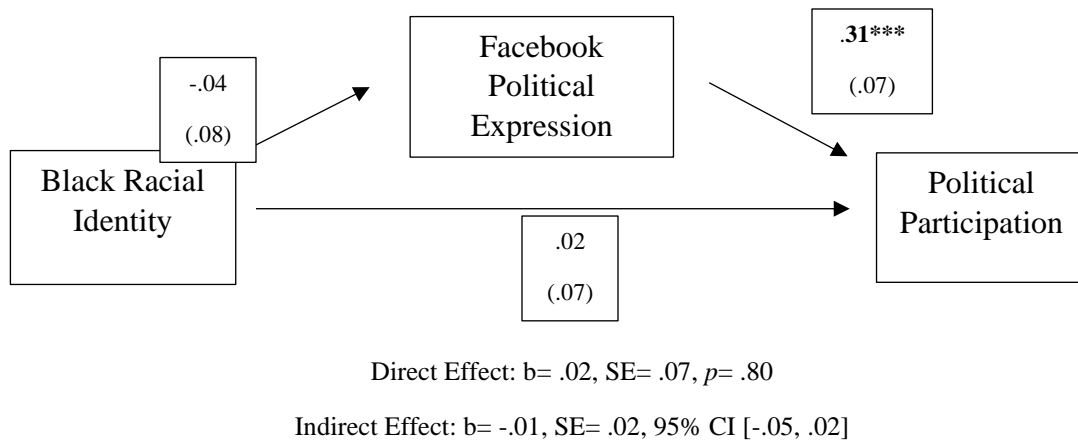 Facebook
Political
Expression
.31***
(.07)
-.04
(.08)
Black Racial
Identity
Political
Participation
.02
(.07)
Direct Effect: b= .02, SE= .07, p= .80
Indirect Effect: b= -.01, SE= .02, 95% CI [-.05, .02]